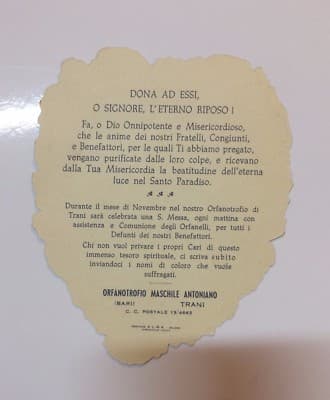 DONA AD ESSI,
O SIGNORE, L'ETERNO RIPOSO!
Fa, o Dio Onnipotente e Misericordioso,
che le anime dei nostri Fratelli, Congiunti,
e Benefattori, per le quali Ti abbiamo pregato,
vengano purificate dalle loro colpe, e ricevano
dalla Tua Misericordia la beatitudine dell'eterna
luce nel Santo Paradiso.
Durante il mese di Novembre nel nostro Orfanotrofio di
Trani sarà celebrata una S. Messa, ogni mattina con
assistenza e Comunione degli Orfanelli, per tutti i
Defunti dei nostri Benefattori.
Chi non vuol privare i propri Cari di questo
immenso tesoro spirituale, ci scriva subito
inviandoci i nomi di coloro che vuole
suffragati.
ORFANOTROFIO MASCHILE ANTONIANO
(BARI) TRANI
C. C. POSTALE 13/4943